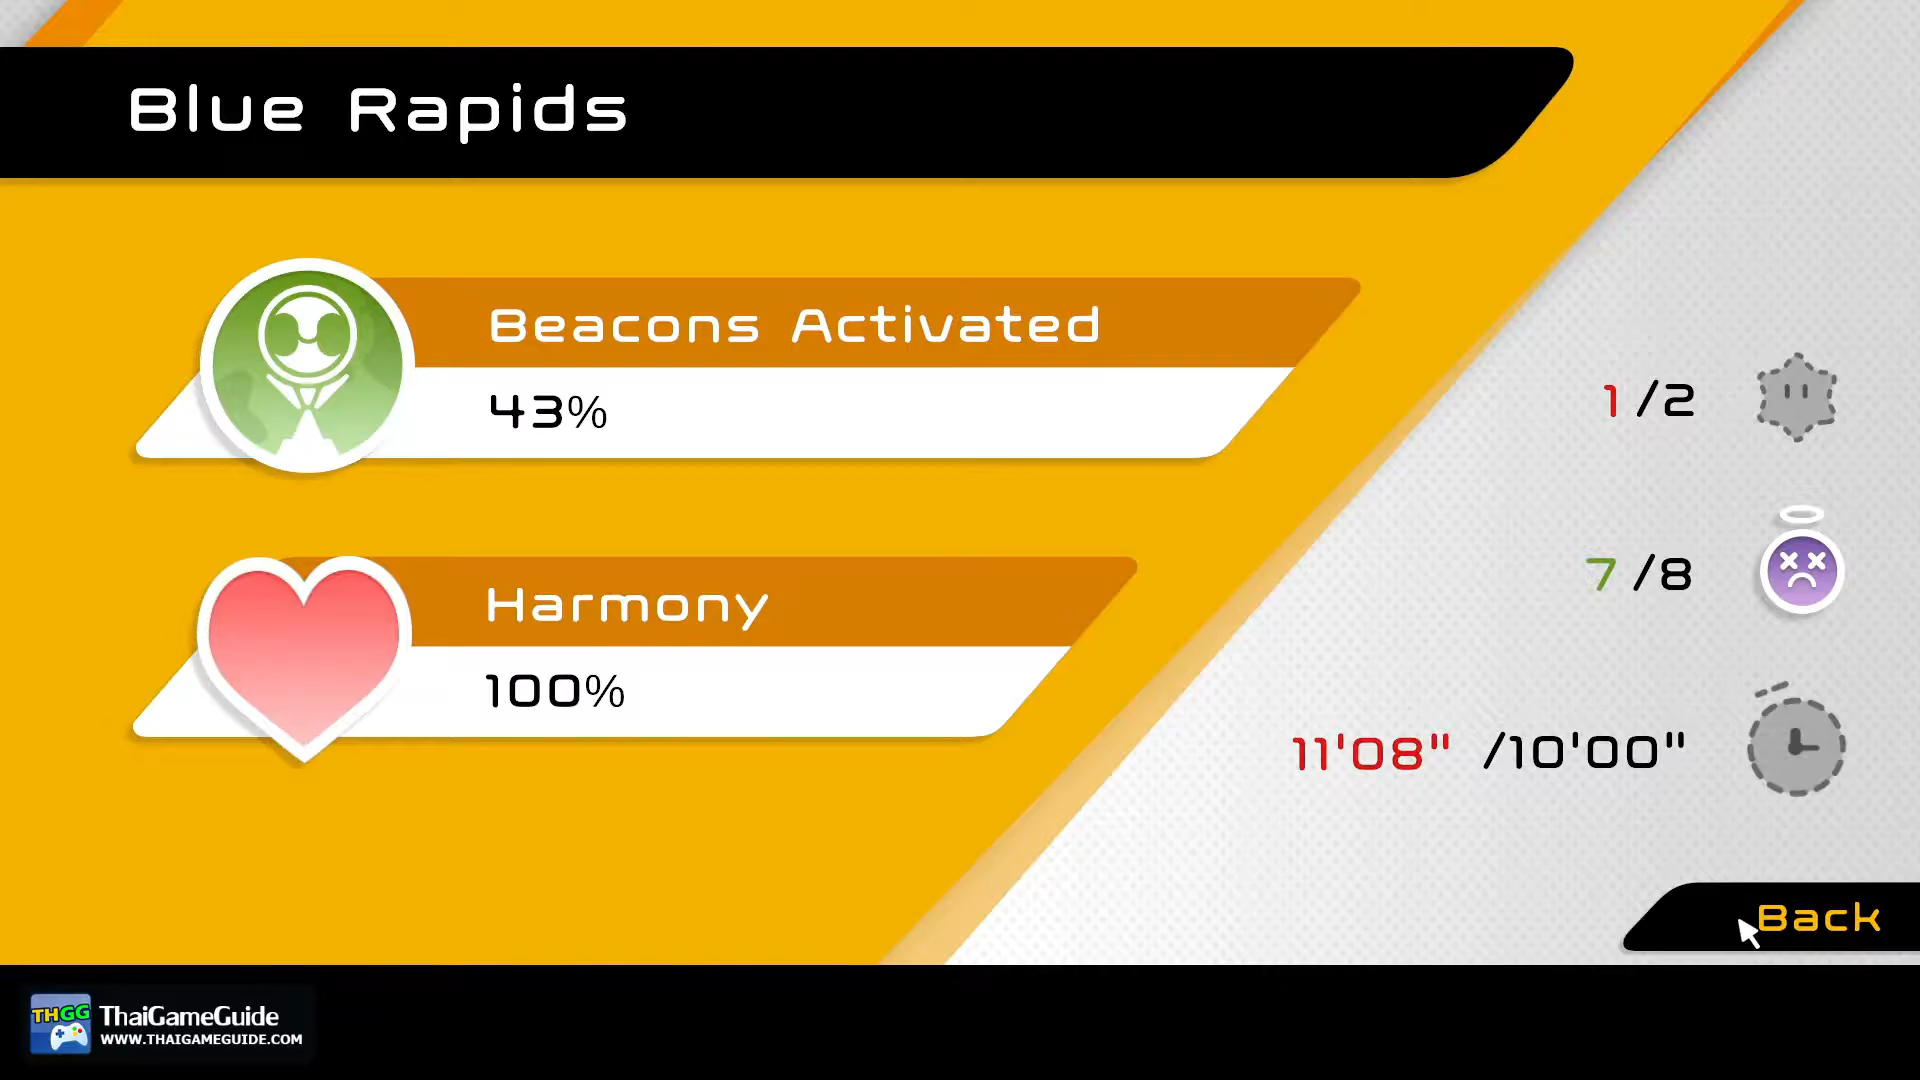 Blue Rapids
Beacons Activated
43%
Harmony
100%
1 /2
7 /8
11'08" /10'00"
Back
THGG
ThaiGameGuide
WWW.THAIGAMEGUIDE.COM